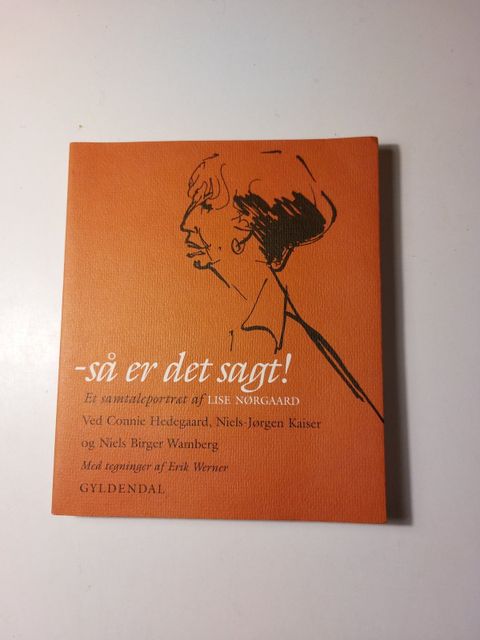 -så er det sagt!
Et samtaleportræt af LISE NØRGAARD
Ved Connie Hedegaard, Niels-Jørgen Kaiser
og Niels Birger Wamberg
Med tegninger af Erik Werner
GYLDENDAL